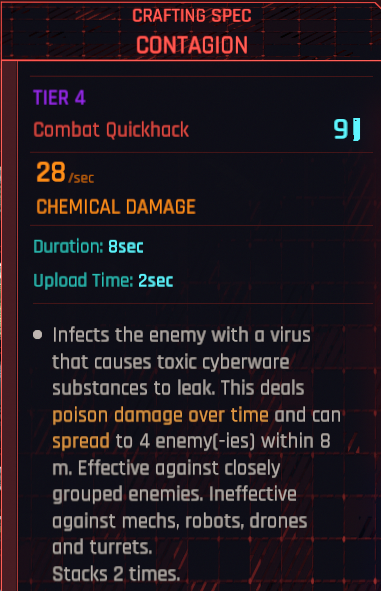 CRAFTING SPEC
CONTAGION
TIER 4
Combat Quickhack 9
28 /sec
CHEMICAL DAMAGE
Duration: 8sec
Upload Time: 2sec
• Infects the enemy with a virus
that causes toxic cyberware
substances to leak. This deals
poison damage over time and can
spread to 4 enemy(-ies) within 8
m. Effective against closely
grouped enemies. Ineffective
against mechs, robots, drones
and turrets.
Stacks 2 times.